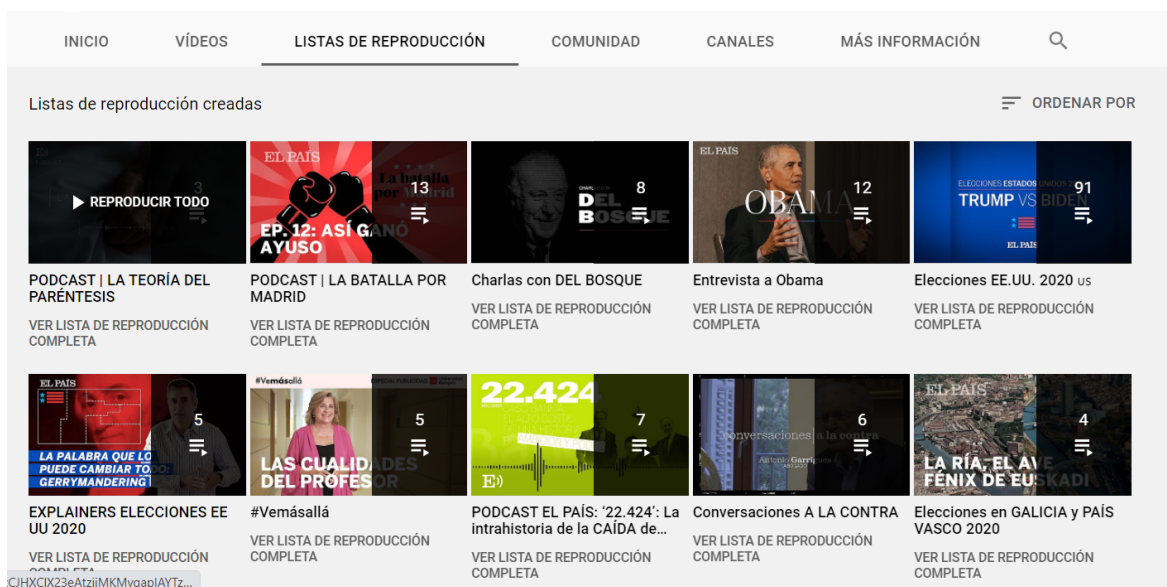 INICIO VÍDEOS LISTAS DE REPRODUCCIÓN COMUNIDAD CANALES MÁS INFORMACIÓN
Listas de reproducción creadas
ORDENAR POR
3
REPRODUCIR TODO
PODCAST | LA TEORÍA DEL
PARÉNTESIS
VER LISTA DE REPRODUCCIÓN
COMPLETA
EL PAÍS
La batalla
por Madrid
13
EP. 12: ASÍ GANÓ
AYUSO
PODCAST | LA BATALLA POR
MADRID
VER LISTA DE REPRODUCCIÓN
COMPLETA
DEL
BOSQUE
8
Charlas con DEL BOSQUE
VER LISTA DE REPRODUCCIÓN
COMPLETA
EL PAÍS
OBAMA
12
Entrevista a Obama
VER LISTA DE REPRODUCCIÓN
COMPLETA
ELECCIONES ESTADOS UNIDOS
TRUMP VS BIDEN
91
EL PAÍS
Elecciones EE.UU. 2020 US
VER LISTA DE REPRODUCCIÓN
COMPLETA
EL PAÍS
5
LA PALABRA QUE LO
PUEDE CAMBIAR TODO:
GERRYMANDERING
EXPLAINERS ELECCIONES EE
UU 2020
VER LISTA DE REPRODUCCIÓN
COMPLETA
#Vemásallá
ESPECIAL PUBLICIDAD
5
LAS CUALIDADES
DEL PROFESOR
#Vemásallá
VER LISTA DE REPRODUCCIÓN
COMPLETA
22.424
7
E
PODCAST EL PAÍS: ‘22.424’: La
intrahistoria de la CAÍDA de...
VER LISTA DE REPRODUCCIÓN
COMPLETA
6
conversaciones a la contra
Antonio Garrigues
Conversaciones A LA CONTRA
VER LISTA DE REPRODUCCIÓN
COMPLETA
EL PAÍS
4
LA RÍA, EL AVE
FÉNIX DE EUSKADI
Elecciones en GALICIA y PAÍS
VASCO 2020
VER LISTA DE REPRODUCCIÓN
COMPLETA